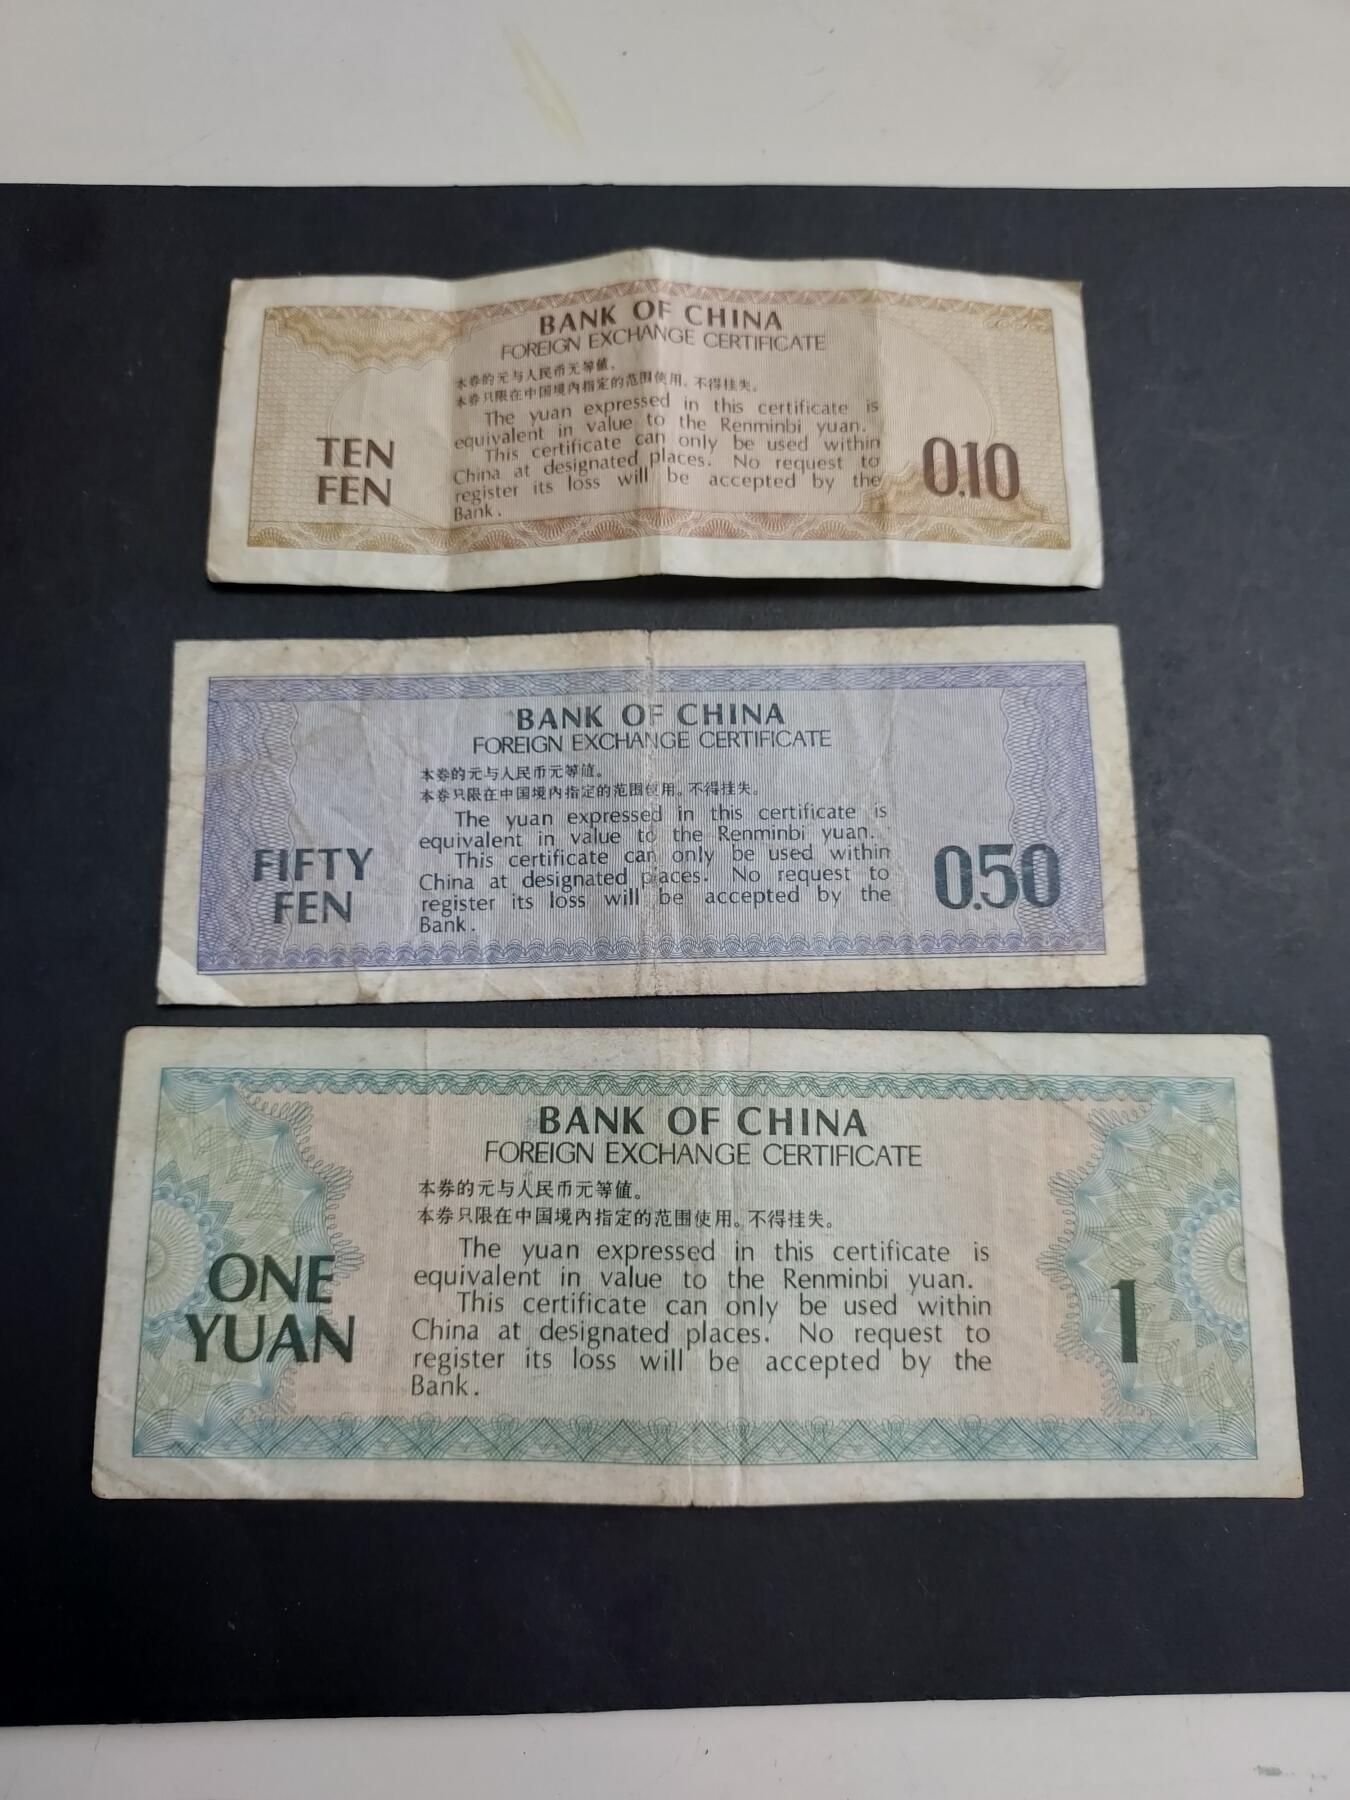 BANK OF CHINA
FOREIGN EXCHANGE CERTIFICATE
本券的元与人民币元等値。
本券只限在中国境内指定的范围使用。不得挂失。
The yuan expressed in this certificate is
equivalent in value to the Renminbi yuan.
This certificate can only be used within
China at designated places. No request to
register its loss will be accepted by the
Bank.
TEN
FEN
0.10
BANK OF CHINA
FOREIGN EXCHANGE CERTIFICATE
本券的元与人民币元等値。
本券只限在中国境内指定的范围使用。不得挂失。
The yuan expressed in this certificate is
equivalent in value to the Renminbi yuan.
This certificate can only be used within
China at designated places. No request to
register its loss will be accepted by the
Bank.
FIFTY
FEN
0.50
BANK OF CHINA
FOREIGN EXCHANGE CERTIFICATE
本券的元与人民币元等値。
本券只限在中国境内指定的范围使用。不得挂失。
The yuan expressed in this certificate is
equivalent in value to the Renminbi yuan.
This certificate can only be used within
China at designated places. No request to
register its loss will be accepted by the
Bank.
ONE
YUAN
1